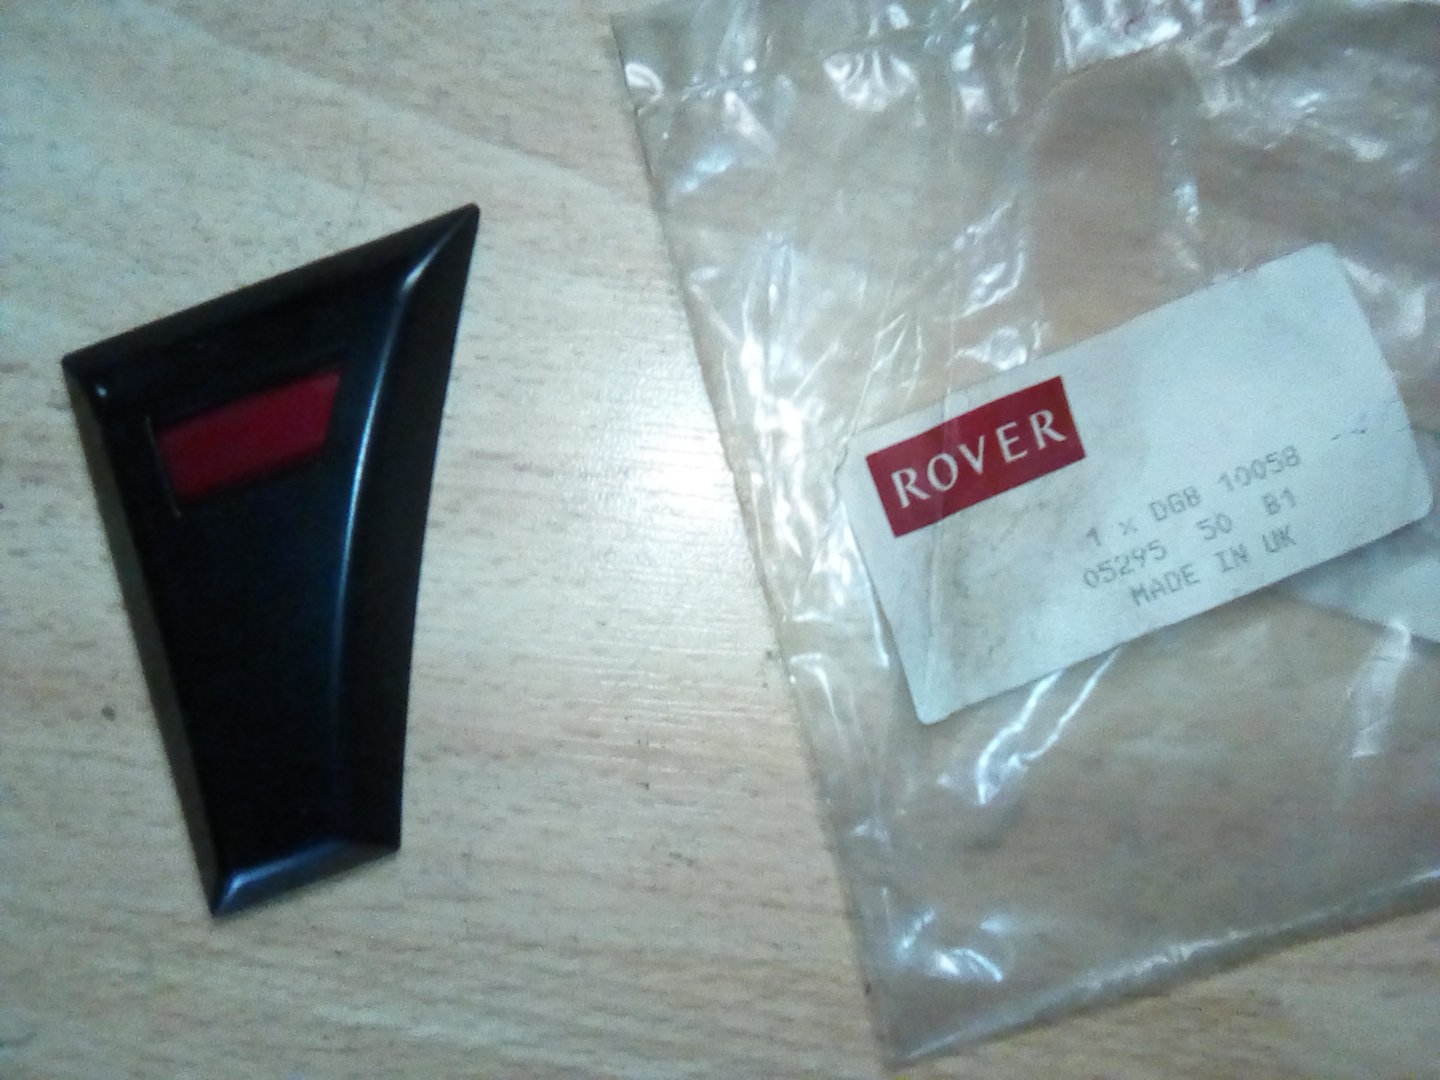 ROVER
1 x DGB 10058
05295 50 B1
MADE IN UK